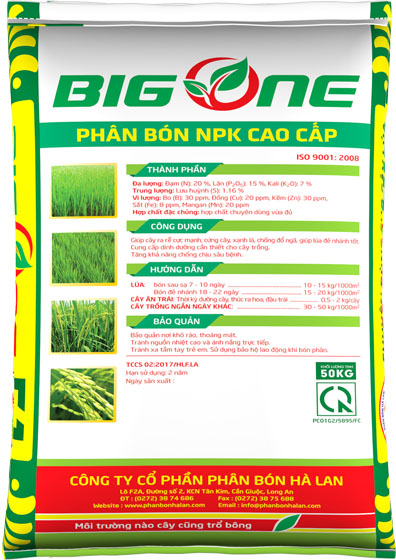 BIG ONE
PHÂN BÓN NPK CAO CẤP
ISO 9001: 2008
THÀNH PHẦN
Đa lượng: Đạm (N): 20 %, Lân (P₂O₅): 15 %, Kali (K₂O): 7 %
Trung lượng: Lưu huỳnh (S): 1,16 %
Vi lượng: Bo (B): 30 ppm, Đồng (Cu): 20 ppm, Kẽm (Zn): 30 ppm,
Sắt (Fe): 8 ppm, Mangan (Mn): 20 ppm
Hợp chất đặc chủng: hợp chất chuyên dùng vừa đủ
CÔNG DỤNG
Giúp cây ra rễ cực mạnh, cứng cây, xanh lá, chống đổ ngã, giúp lúa đẻ nhánh tốt.
Cung cấp dinh dưỡng cần thiết cho cây trồng.
Tăng khả năng chống chịu sâu bệnh.
HƯỚNG DẪN
LÚA: bón sau sạ 7 - 10 ngày 10 - 15 kg/1000m²
Bón đẻ nhánh 18 - 22 ngày 15 - 20 kg/1000m²
CÂY ĂN TRÁI: Thời kỳ dưỡng cây, thúc ra hoa, đậu trái 0,5 - 2 kg/cây
CÂY TRỒNG NGẮN NGÀY KHÁC: 30 - 50 kg/1000m²
BẢO QUẢN
Bảo quản nơi khô ráo, thoáng mát.
Tránh nguồn nhiệt cao và ánh nắng trực tiếp.
Tránh xa tầm tay trẻ em. Sử dụng bảo hộ lao động khi bón phân.
TCCS 02:2017/HLF.LA
Hạn sử dụng: 2 năm
Ngày sản xuất :
KHỐI LƯỢNG TỊNH
50KG
PC01G2/5895/FC
CÔNG TY CỔ PHẦN PHÂN BÓN HÀ LAN
Lô F2A, Đường số 2, KCN Tân Kim, Cần Giuộc, Long An
ĐT : (0272) 38 74 686 Fax : (0272) 38 75 688
Website : www.phanbonhalan.com Email : info@phanbonhalan.com
Môi trường nào cây cũng trổ bông